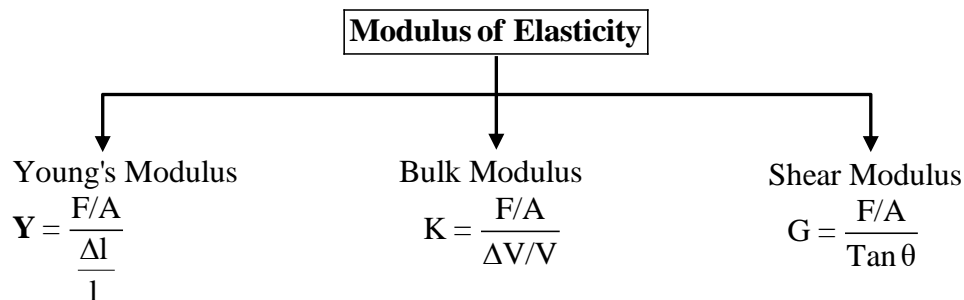 Modulus of Elasticity
Young's Modulus
Y = F/A / Δl / l
Bulk Modulus
K = F/A / ΔV/V
Shear Modulus
G = F/A / Tan θ